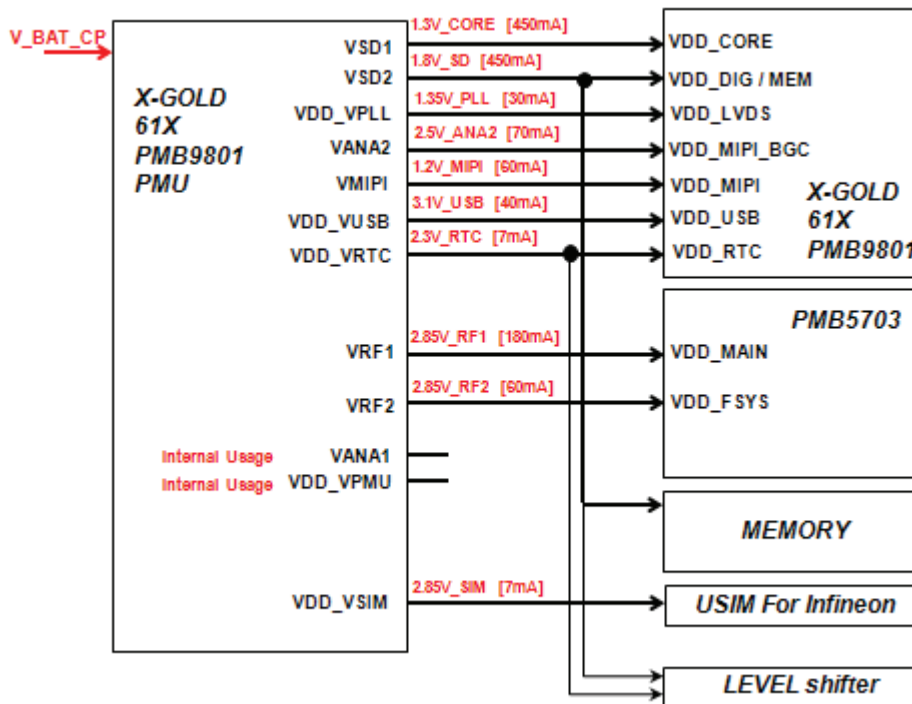 V_BAT_CP
X-GOLD
61X
PMB9801
PMU
VSD1
1.3V_CORE [450mA]
VDD_CORE
VSD2
1.8V_SD [450mA]
VDD_DIG / MEM
VDD_VPLL
1.35V_PLL [30mA]
VDD_LVDS
VANA2
2.5V_ANA2 [70mA]
VDD_MIPI_BGC
VMIPI
1.2V_MIPI [60mA]
VDD_MIPI
VDD_VUSB
3.1V_USB [40mA]
VDD_USB
VDD_VRTC
2.3V_RTC [7mA]
VDD_RTC
X-GOLD
61X
PMB9801
PMB5703
VRF1
2.85V_RF1 [180mA]
VDD_MAIN
VRF2
2.85V_RF2 [60mA]
VDD_FSYS
Internal Usage VANA1
Internal Usage VDD_VPMU
MEMORY
VDD_VSIM
2.85V_SIM [7mA]
USIM For Infineon
LEVEL shifter